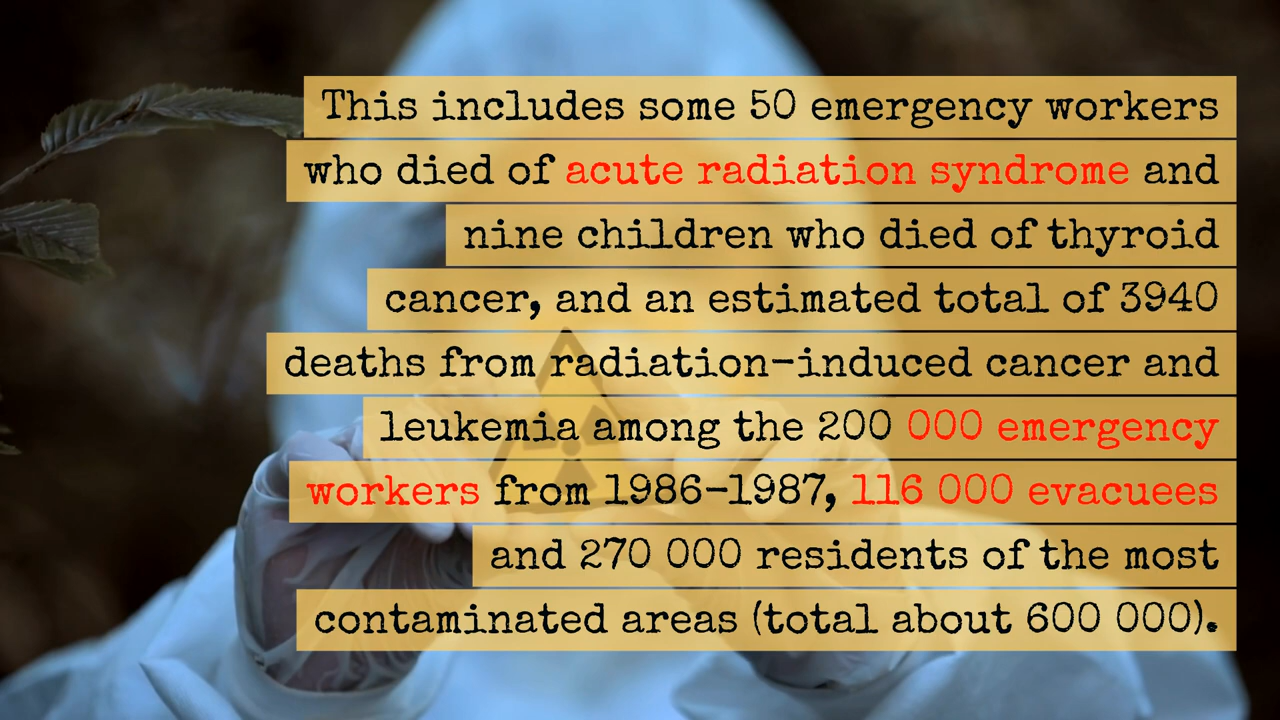 This includes some 50 emergency workers
who died of acute radiation syndrome and
nine children who died of thyroid
cancer, and an estimated total of 3940
deaths from radiation-induced cancer and
leukemia among the 200 000 emergency
workers from 1986-1987, 116 000 evacuees
and 270 000 residents of the most
contaminated areas (total about 600 000).